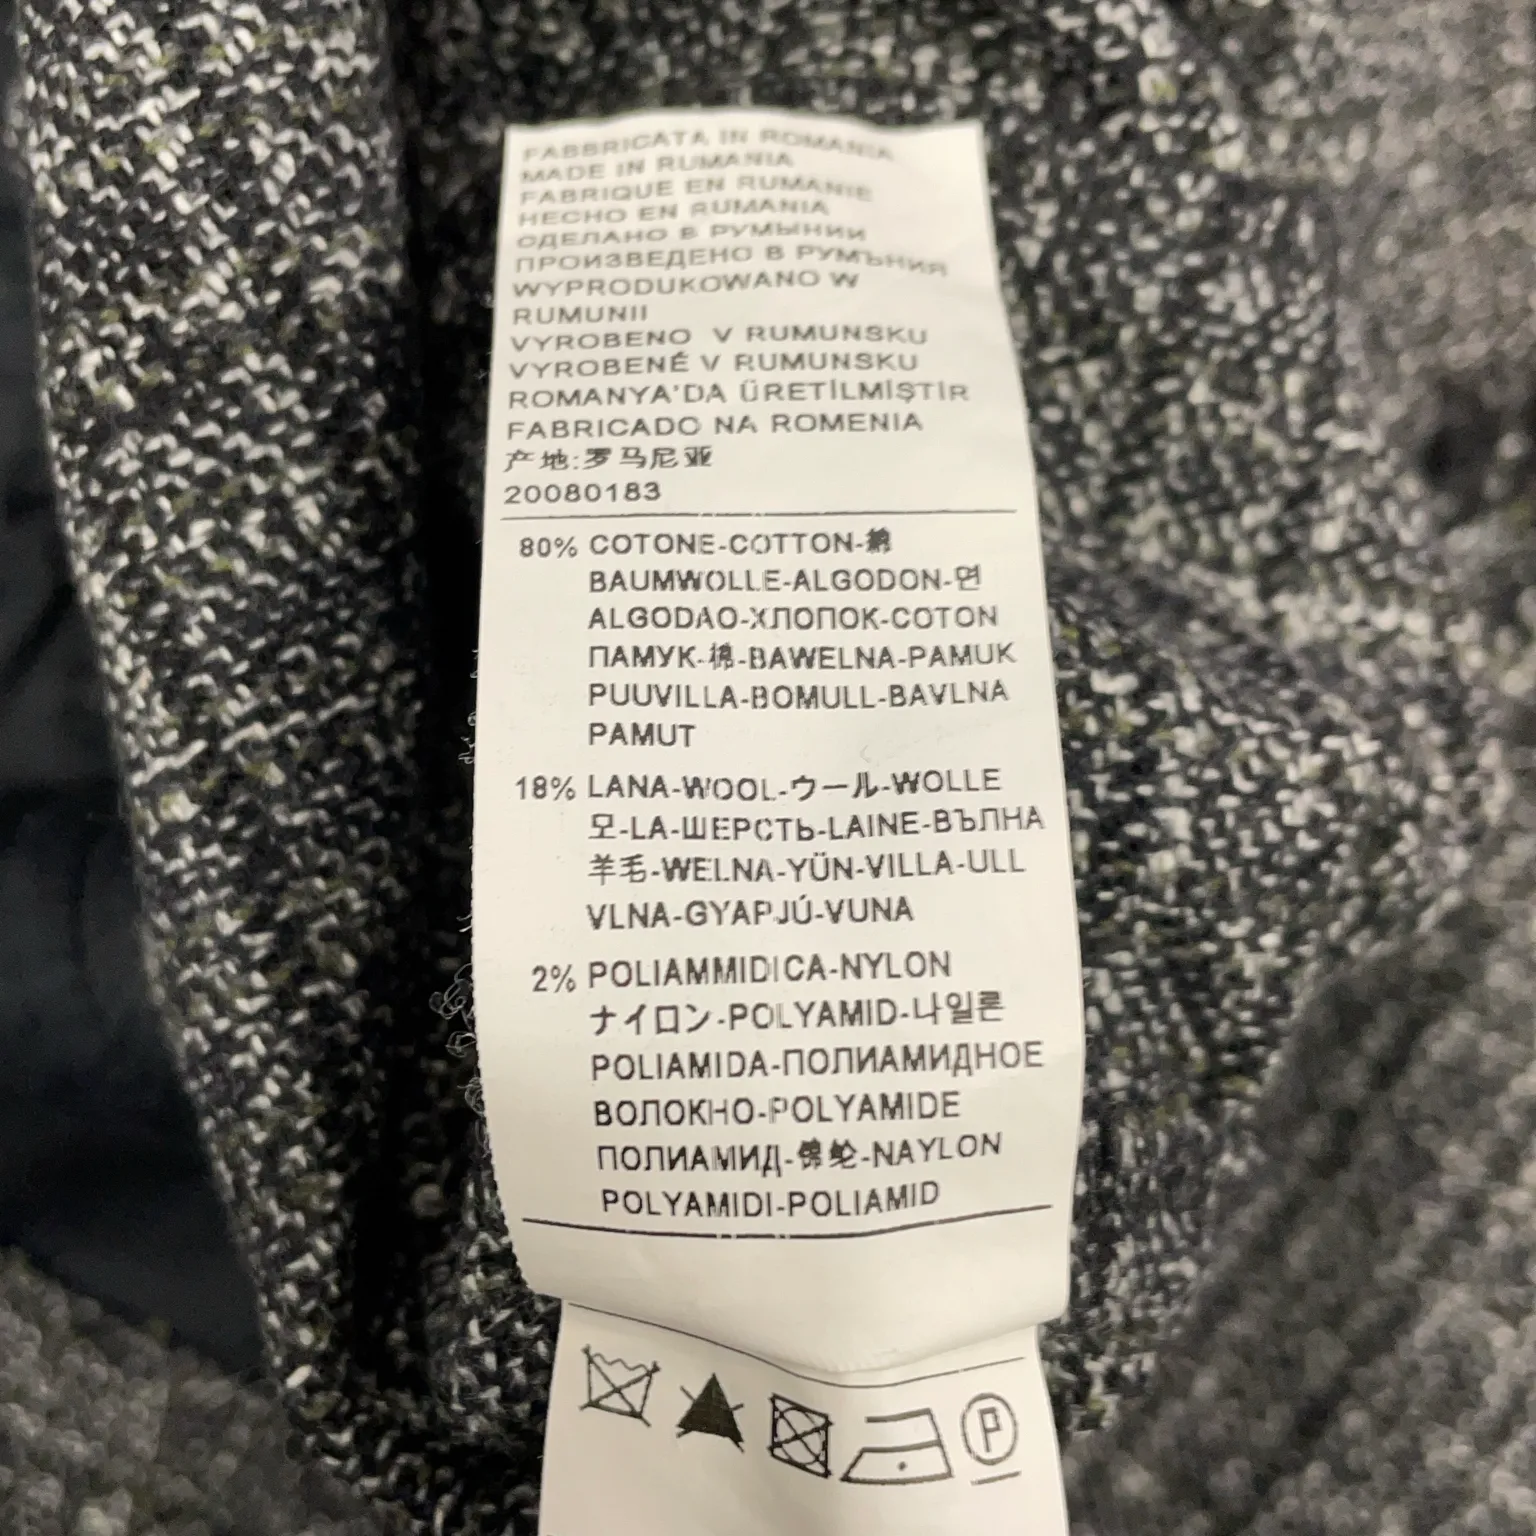 FABBRICATA IN ROMANIA
MADE IN RUMANIA
FABRIQUE EN RUMANIE
HECHO EN RUMANIA
СДЕЛАНО В РУМЫНИИ
ПРОИЗВЕДЕНО В РУМЪНИЯ
WYPRODUKOWANO W
RUMUNII
VYROBENO V RUMUNSKU
VYROBENÉ V RUMUNSKU
ROMANYA'DA ÜRETİLMİŞTİR
FABRICADO NA ROMENIA
产地:罗马尼亚
20080183
80% COTONE-COTTON-綿
BAUMWOLLE-ALGODON-면
ALGODAO-ХЛОПОК-COTON
ПАМУК-棉-BAWELNA-PAMUK
PUUVILLA-BOMULL-BAVLNA
PAMUT
18% LANA-WOOL-ウール-WOLLE
모-LA-ШЕРСТЬ-LAINE-ВЪЛНА
羊毛-WELNA-YÜN-VILLA-ULL
VLNA-GYAPJÚ-VUNA
2% POLIAMMIDICA-NYLON
ナイロン-POLYAMID-나일론
POLIAMIDA-ПОЛИАМИДНОЕ
ВОЛОКНО-POLYAMIDE
ПОЛИАМИД-锦纶-NAYLON
POLYAMIDI-POLIAMID
P